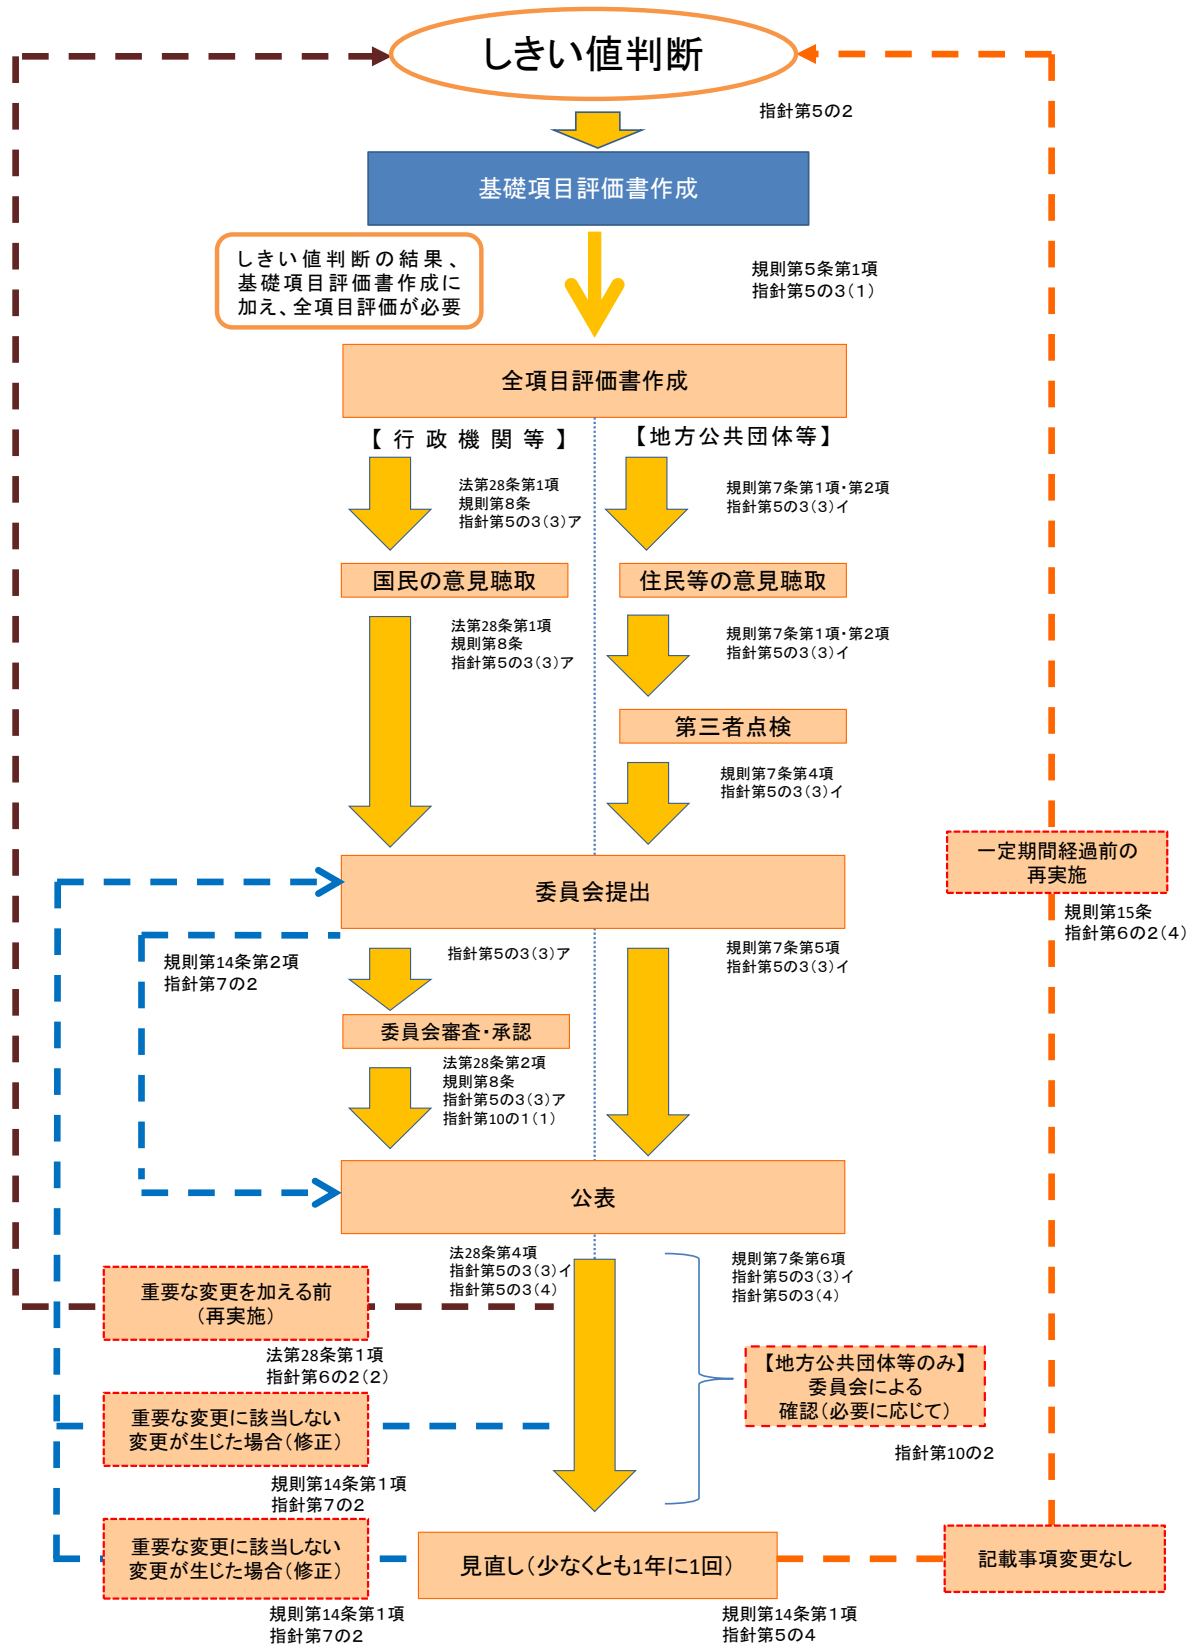 しきい値判断
指針第5の2
基礎項目評価書作成
しきい値判断の結果、
基礎項目評価書作成に
加え、全項目評価が必要
規則第5条第1項
指針第5の3(1)
全項目評価書作成
【行政機関等】
【地方公共団体等】
法第28条第1項
規則第8条
指針第5の3(3)ア
規則第7条第1項・第2項
指針第5の3(3)イ
国民の意見聴取
住民等の意見聴取
法第28条第1項
規則第8条
指針第5の3(3)ア
規則第7条第1項・第2項
指針第5の3(3)イ
第三者点検
規則第7条第4項
指針第5の3(3)イ
一定期間経過前の
再実施
規則第15条
指針第6の2(4)
委員会提出
規則第14条第2項
指針第7の2
指針第5の3(3)ア
規則第7条第5項
指針第5の3(3)イ
委員会審査・承認
法第28条第2項
規則第8条
指針第5の3(3)ア
指針第10の1(1)
公表
法28条第4項
指針第5の3(3)イ
指針第5の3(4)
規則第7条第6項
指針第5の3(3)イ
指針第5の3(4)
重要な変更を加える前
(再実施)
法第28条第1項
指針第6の2(2)
【地方公共団体等のみ】
委員会による
確認(必要に応じて)
指針第10の2
重要な変更に該当しない
変更が生じた場合(修正)
規則第14条第1項
指針第7の2
重要な変更に該当しない
変更が生じた場合(修正)
規則第14条第1項
指針第7の2
見直し(少なくとも1年に1回)
規則第14条第1項
指針第5の4
記載事項変更なし